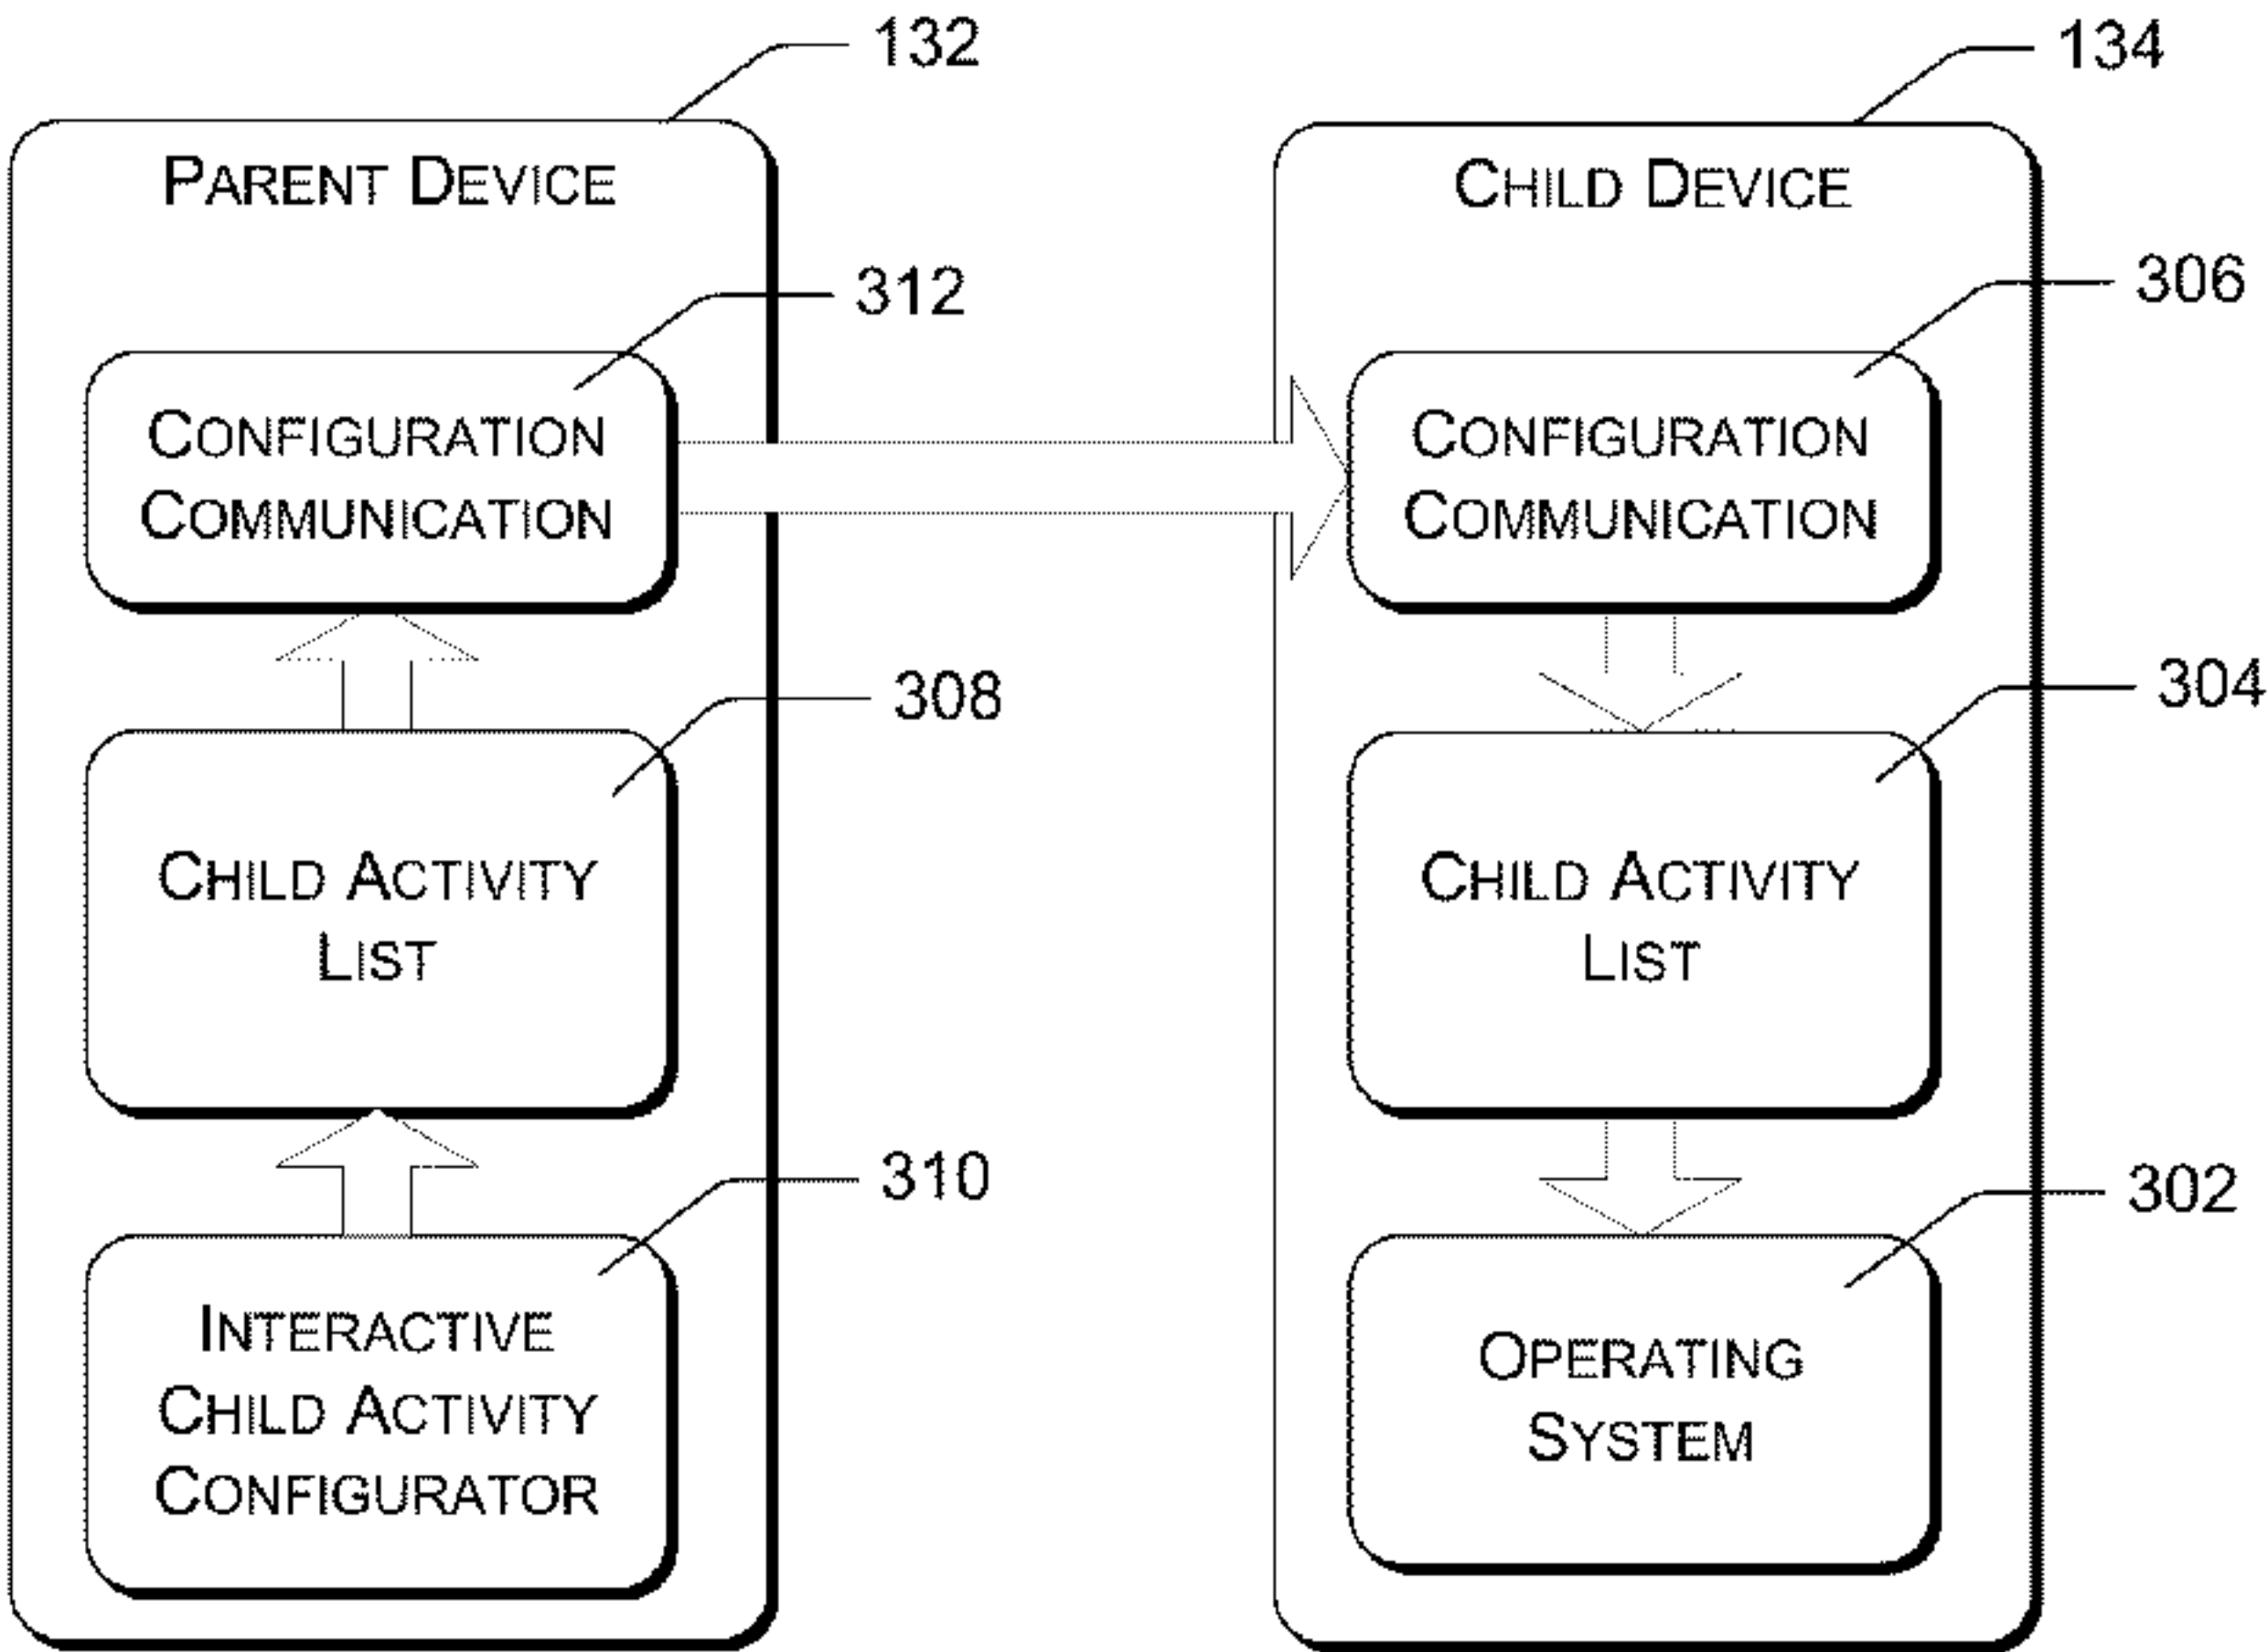 132
134
PARENT DEVICE
CHILD DEVICE
312
306
CONFIGURATION
COMMUNICATION
CONFIGURATION
COMMUNICATION
308
304
CHILD ACTIVITY
LIST
CHILD ACTIVITY
LIST
310
302
INTERACTIVE
CHILD ACTIVITY
CONFIGURATOR
OPERATING
SYSTEM